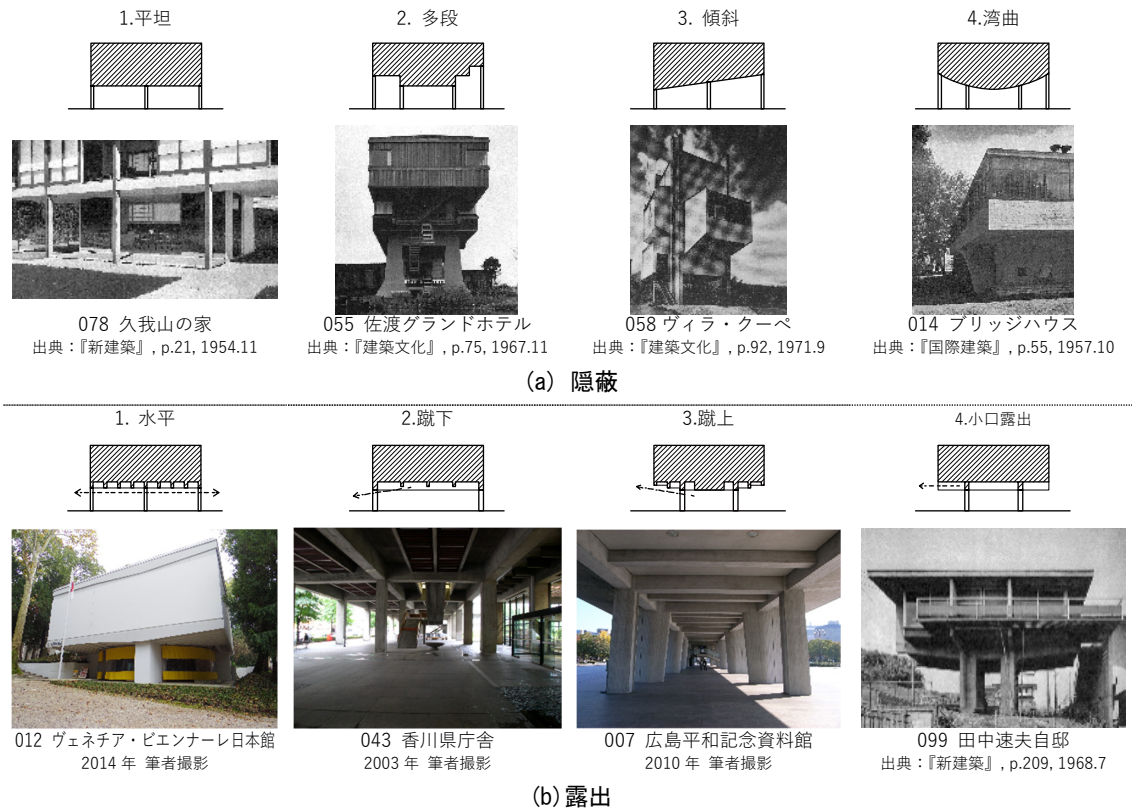 1.平坦
2. 多段
3. 傾斜
4.湾曲
078 久我山の家
出典：『新建築』, p.21, 1954.11
055 佐渡グランドホテル
出典：『建築文化』, p.75, 1967.11
058 ヴィラ・クーペ
出典：『建築文化』, p.92, 1971.9
014 ブリッジハウス
出典：『国際建築』, p.55, 1957.10
(a) 隠蔽
1. 水平
2.蹴下
3.蹴上
4.小口露出
012 ヴェネチア・ビエンナーレ日本館
2014 年 筆者撮影
043 香川県庁舎
2003 年 筆者撮影
007 広島平和記念資料館
2010 年 筆者撮影
099 田中速夫自邸
出典：『新建築』, p.209, 1968.7
(b)露出